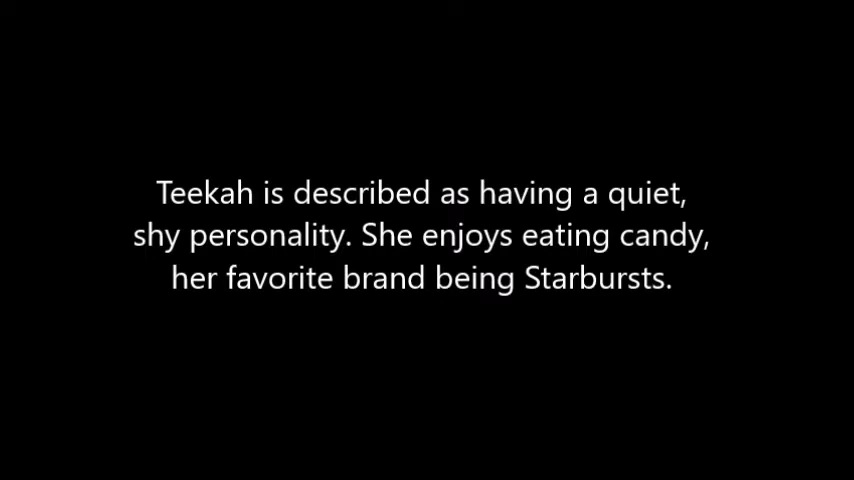 Teekah is described as having a quiet,
shy personality. She enjoys eating candy,
her favorite brand being Starbursts.